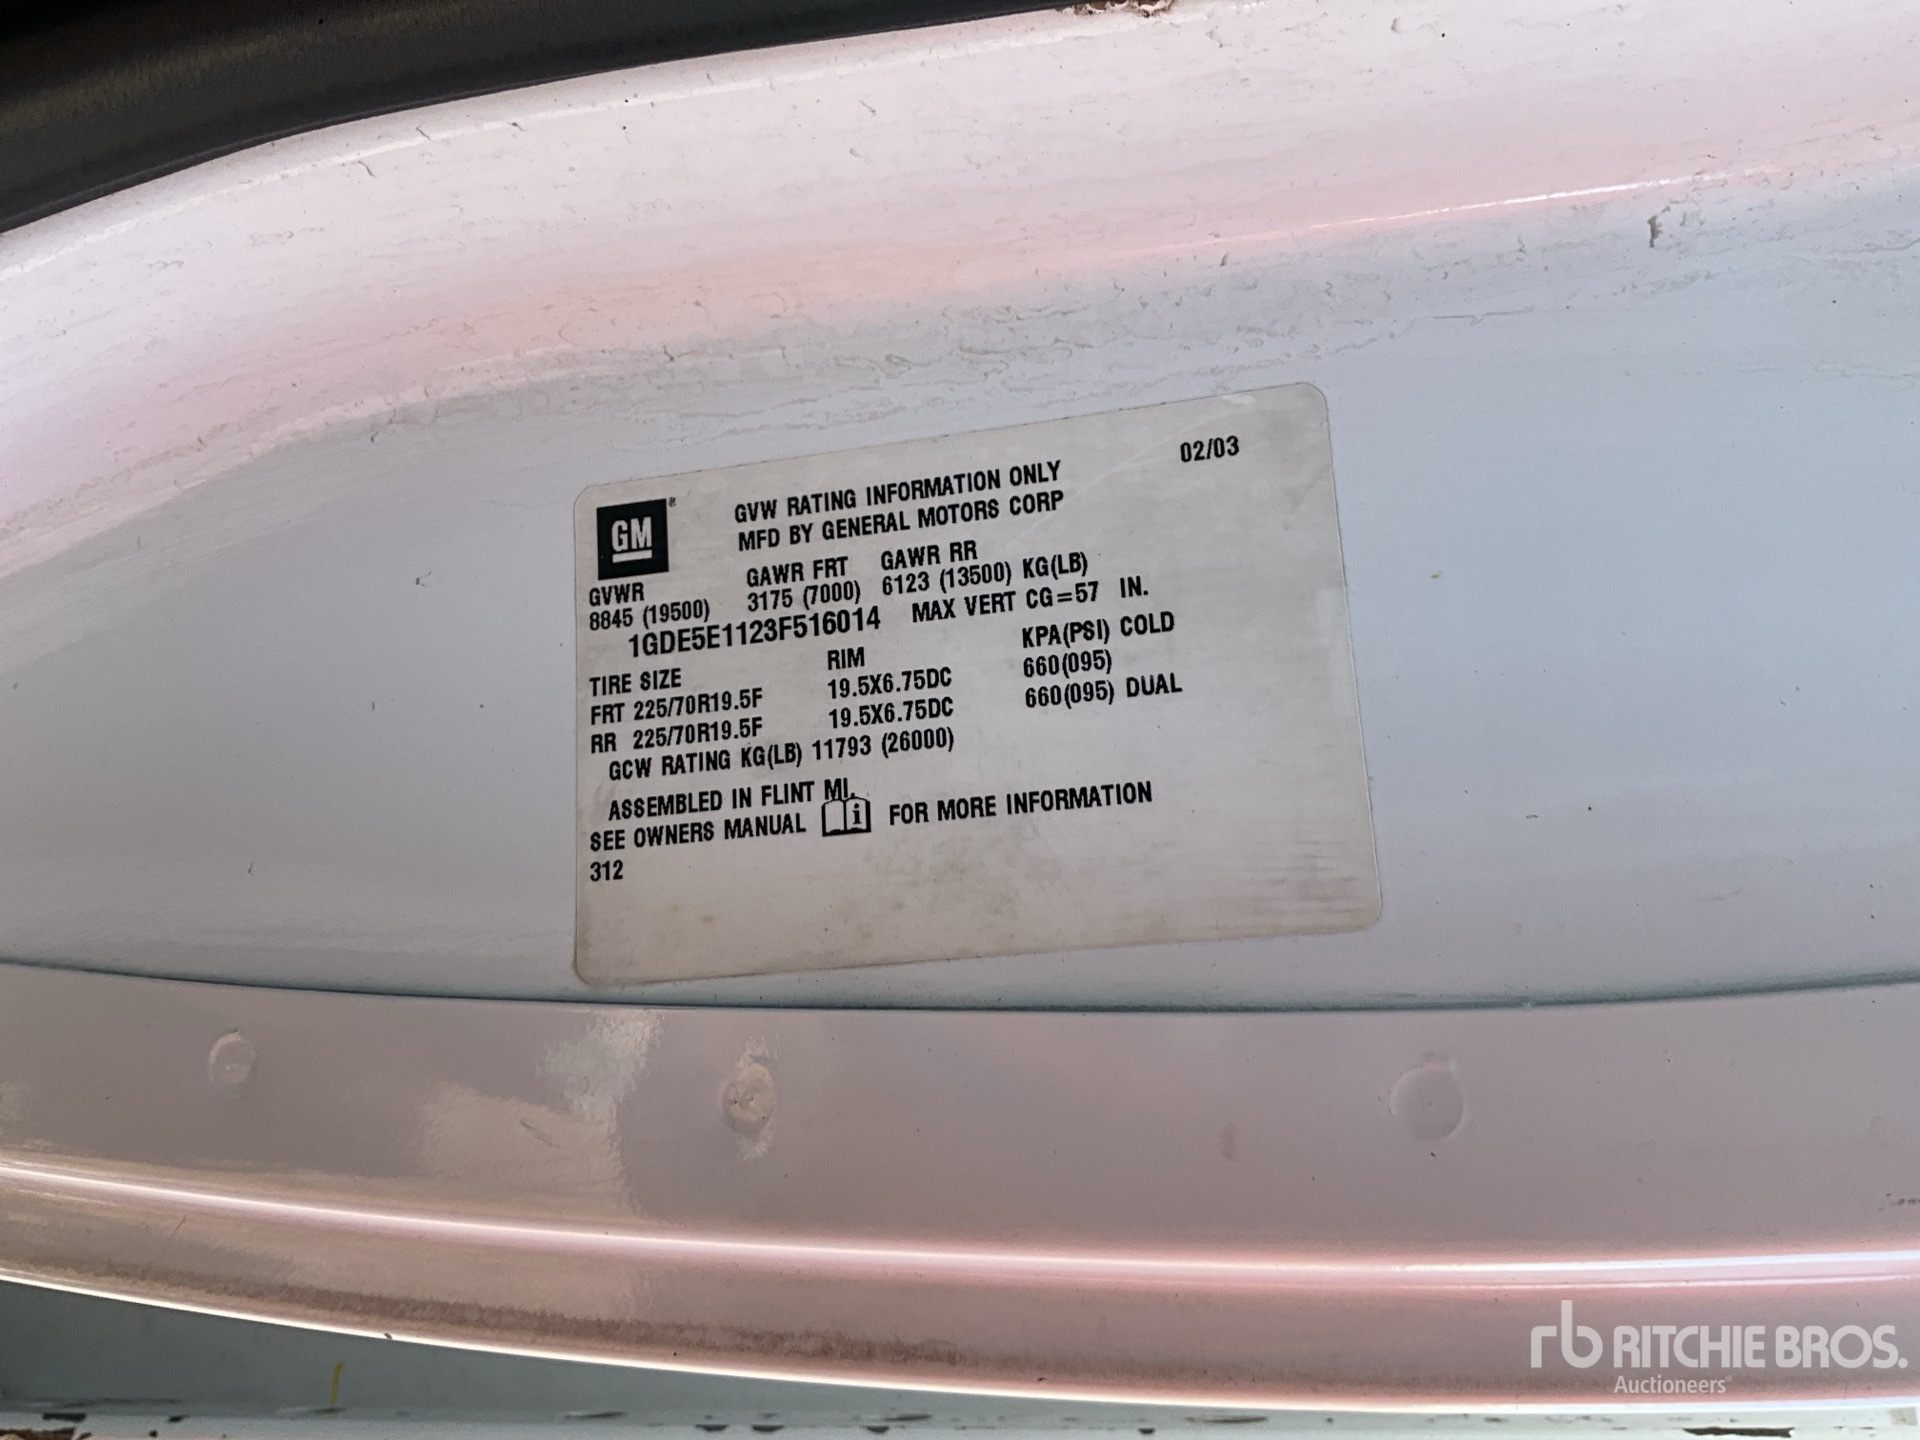 02/03
GM®
GVW RATING INFORMATION ONLY
MFD BY GENERAL MOTORS CORP
GVWR GAWR FRT GAWR RR
8845 (19500) 3175 (7000) 6123 (13500) KG(LB)
1GDE5E1123F516014 MAX VERT CG=57 IN.
TIRE SIZE RIM KPA(PSI) COLD
FRT 225/70R19.5F 19.5X6.75DC 660(095)
RR 225/70R19.5F 19.5X6.75DC 660(095) DUAL
GCW RATING KG(LB) 11793 (26000)
ASSEMBLED IN FLINT MI.
SEE OWNERS MANUAL i FOR MORE INFORMATION
312
rb RITCHIE BROS.
Auctioneers